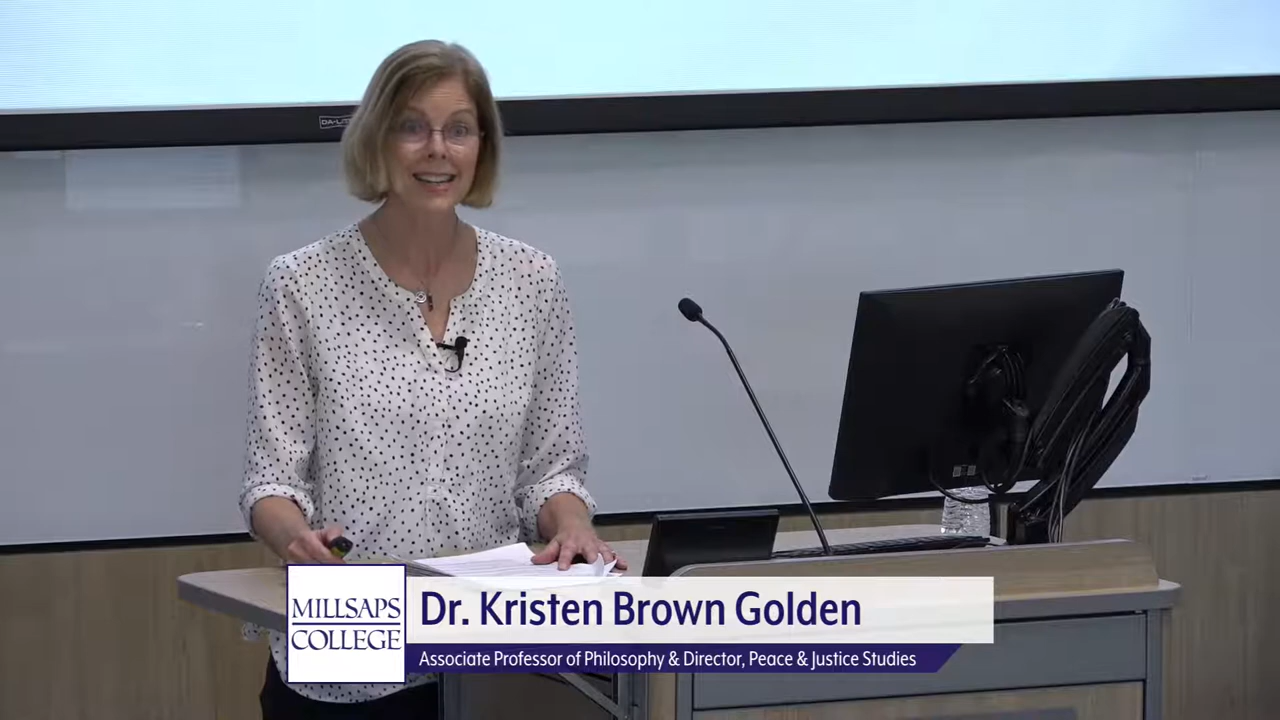 MILLSAPS
COLLEGE
Dr. Kristen Brown Golden
Associate Professor of Philosophy & Director, Peace & Justice Studies